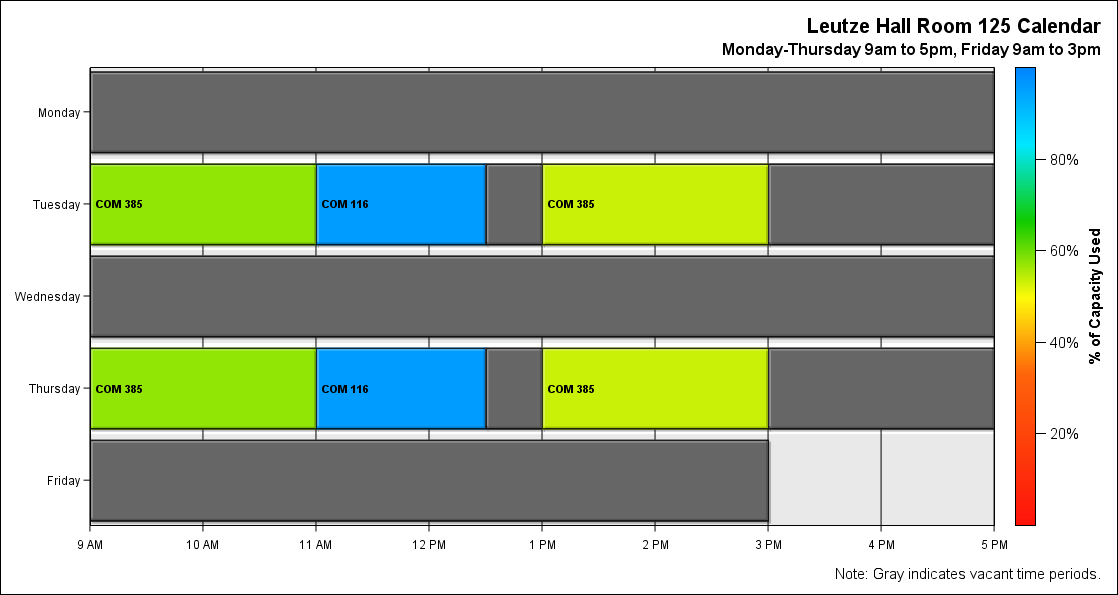 Leutze Hall Room 125 Calendar
Monday-Thursday 9am to 5pm, Friday 9am to 3pm
Monday
Tuesday
COM 385
COM 116
COM 385
Wednesday
Thursday
COM 385
COM 116
COM 385
Friday
9 AM
10 AM
11 AM
12 PM
1 PM
2 PM
3 PM
4 PM
5 PM
80%
60%
40%
20%
% of Capacity Used
Note: Gray indicates vacant time periods.